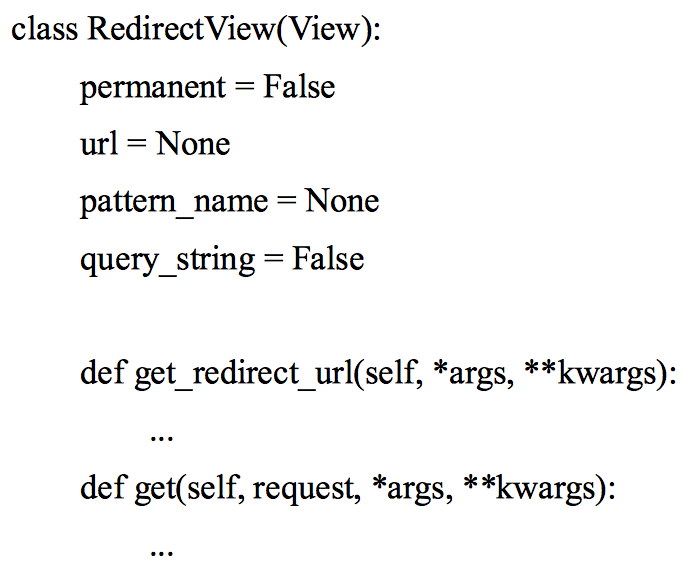 class RedirectView(View):
permanent = False
url = None
pattern_name = None
query_string = False
def get_redirect_url(self, *args, **kwargs):
...
def get(self, request, *args, **kwargs):
...